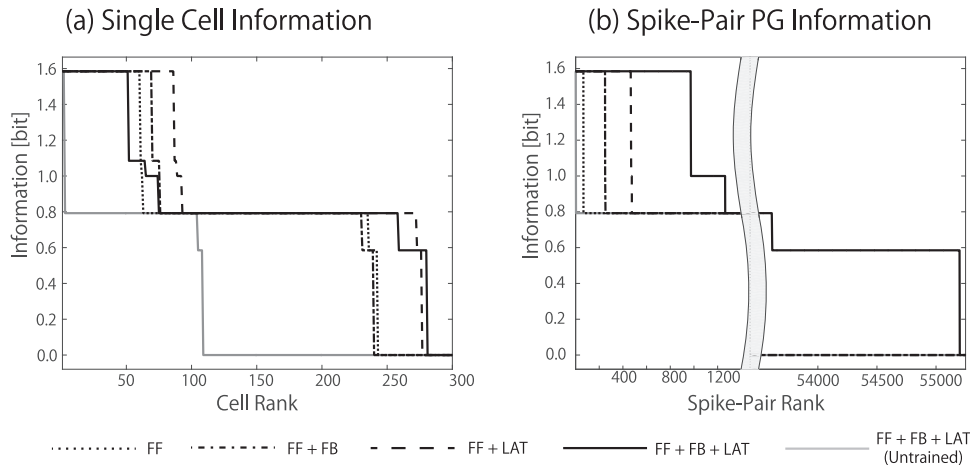 (a) Single Cell Information
(b) Spike-Pair PG Information
Information [bit]
1.6
1.4
1.2
1.0
0.8
0.6
0.4
0.2
0.0
50
100
150
200
250
300
Cell Rank
Information [bit]
1.6
1.4
1.2
1.0
0.8
0.6
0.4
0.2
0.0
400
800
1200
54000
54500
55000
Spike-Pair Rank
FF
FF + FB
FF + LAT
FF + FB + LAT
FF + FB + LAT
(Untrained)